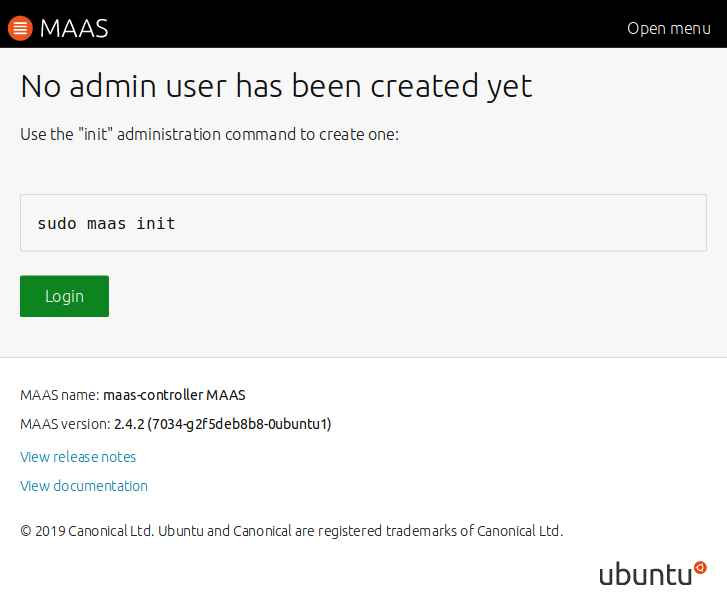 MAAS
Open menu
No admin user has been created yet
Use the "init" administration command to create one:
sudo maas init
Login
MAAS name: maas-controller MAAS
MAAS version: 2.4.2 (7034-g2f5deb8b8-0ubuntu1)
View release notes
View documentation
© 2019 Canonical Ltd. Ubuntu and Canonical are registered trademarks of Canonical Ltd.
ubuntu